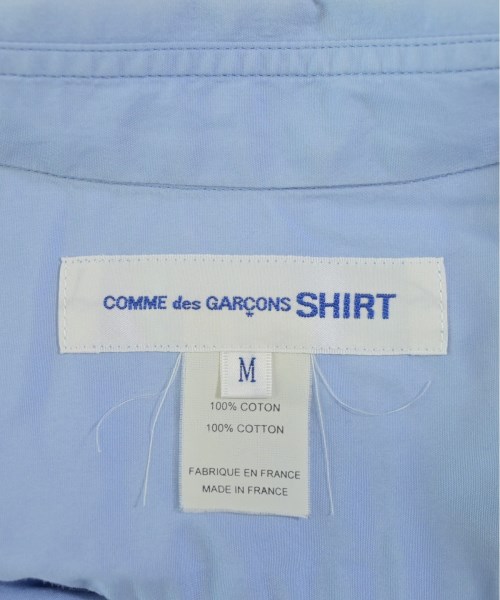 COMME des GARÇONS SHIRT
M
100% COTON
100% COTTON
FABRIQUE EN FRANCE
MADE IN FRANCE